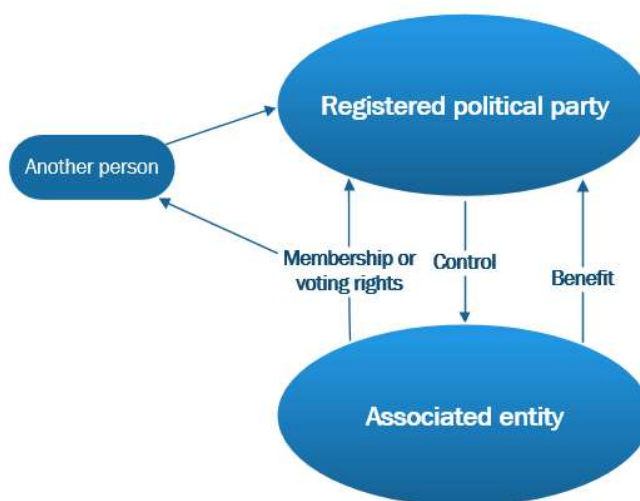 Registered political party
Another person
Membership or
voting rights
Control
Benefit
Associated entity